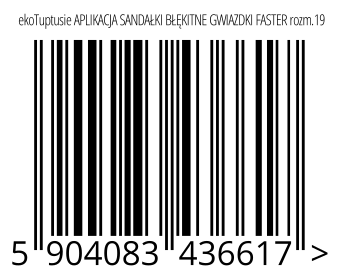 ekoTuptusie APLIKACJA SANDAŁKI BŁĘKITNE GWIAZDKI FASTER rozm.19
5 904083 436617 >